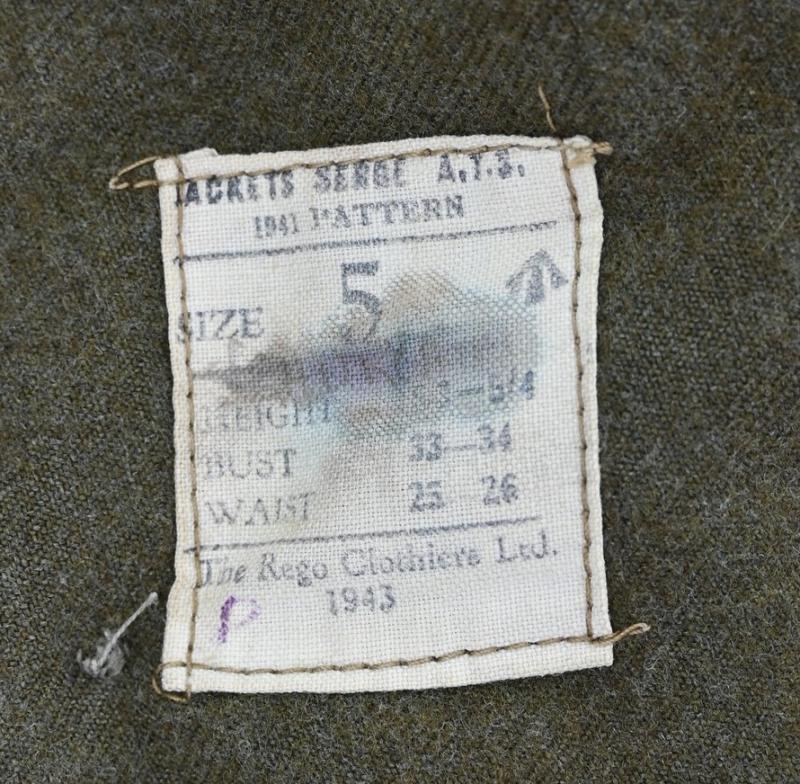 JACKETS SERGE A.T.S.
1941 PATTERN
SIZE 5
HEIGHT
BUST 33—34
WAIST 25—26
The Rego Clothiers Ltd.
1943
P